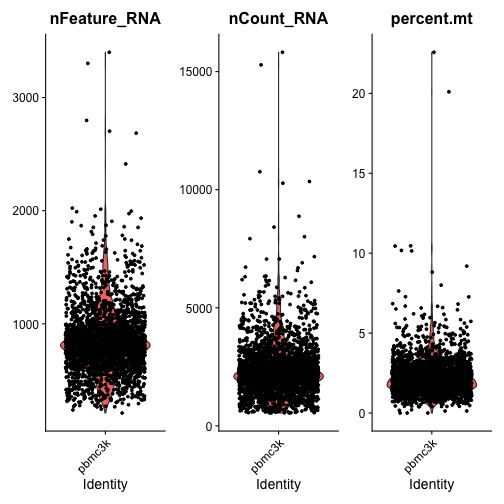 nFeature_RNA
3000
2000
1000
pbmc3k
Identity
nCount_RNA
15000
10000
5000
0
pbmc3k
Identity
percent.mt
20
15
10
5
0
pbmc3k
Identity